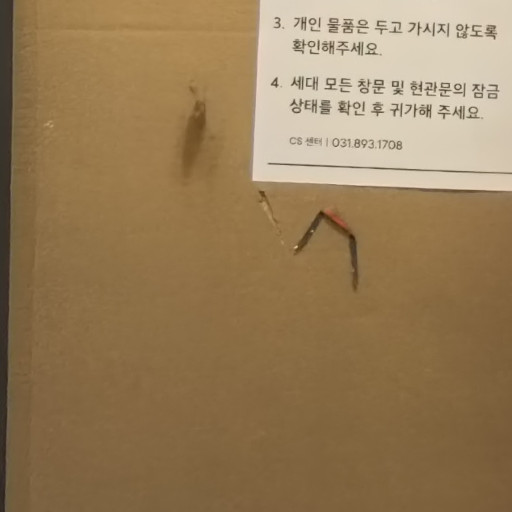 3. 개인 물품은 두고 가시지 않도록
확인해주세요.
4. 세대 모든 창문 및 현관문의 잠금
상태를 확인 후 귀가해 주세요.
CS 센터 | 031.893.1708